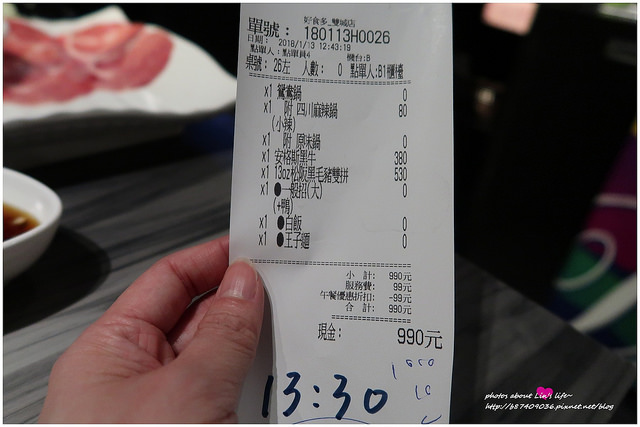 好食多_雙城店
單號: 180113H0026
日期: 2018/1/13 12:43:19
點單人:點單員4 機台:B
桌號: 26左 人數: 0 點單人:B1櫃檯
x1 鴛鴦鍋 0
x1 附 四川麻辣鍋 80
(小辣)
x1 附 原味鍋 0
x1 安格斯黑牛 380
x1 13oz松阪黑毛豬雙拼 530
x1 ●一般招(大) 0
(+鴨)
x1 ●白飯 0
x1 ●王子麵 0
小 計: 990元
服務費: 99元
午餐優惠折扣: -99元
合 計: 990元
現金: 990元
13:30
1000
10
photos about Lin's life~
http://b87409036.pixnet.net/blog